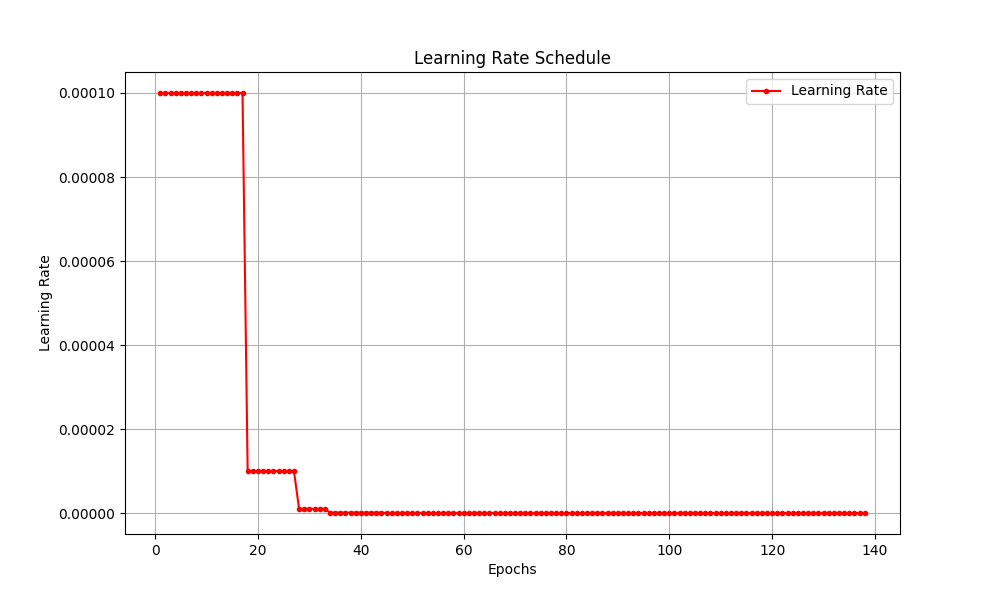 Learning Rate Schedule
Learning Rate
0.00010
0.00008
0.00006
0.00004
0.00002
0.00000
Learning Rate
0 20 40 60 80 100 120 140
Epochs